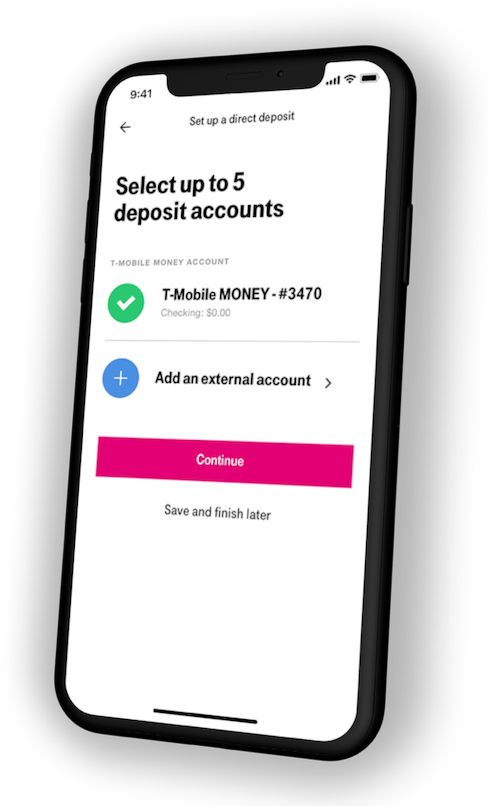 9:41
Set up a direct deposit
Select up to 5
deposit accounts
T-MOBILE MONEY ACCOUNT
T-Mobile MONEY - #3470
Checking: $0.00
Add an external account
Continue
Save and finish later